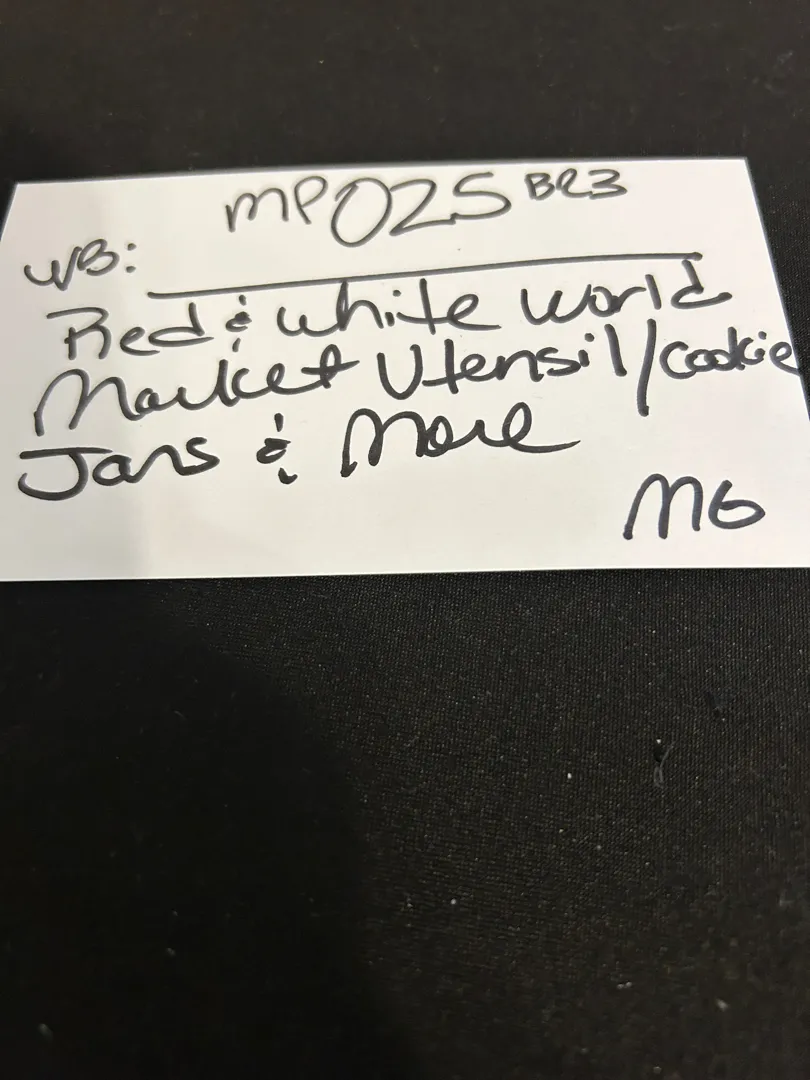 MP025 BR3
WB:
Red & white World
Market Utensil/Cookie
Jars & More
MG